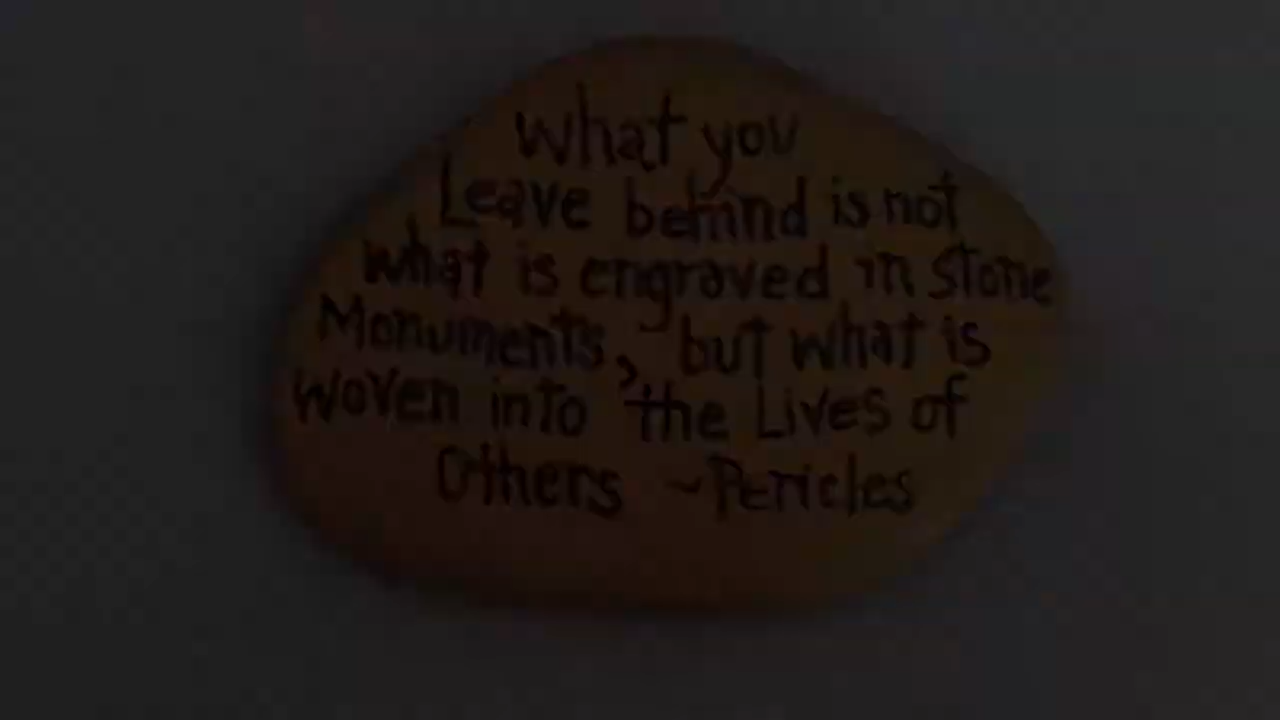 What you
Leave behind is not
what is engraved in Stone
Monuments, but what is
woven into the Lives of
Others ~Pericles